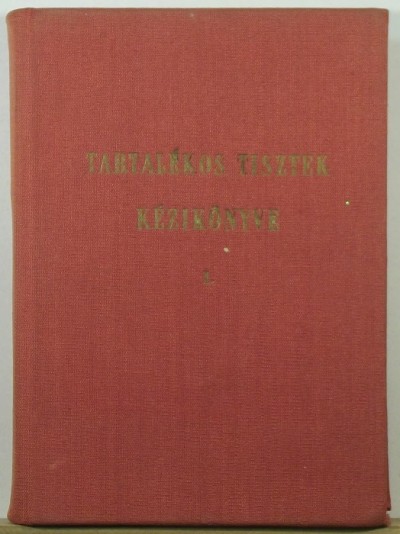 TARTALÉKOS TISZTEK
KÉZIKÖNYVE
I.